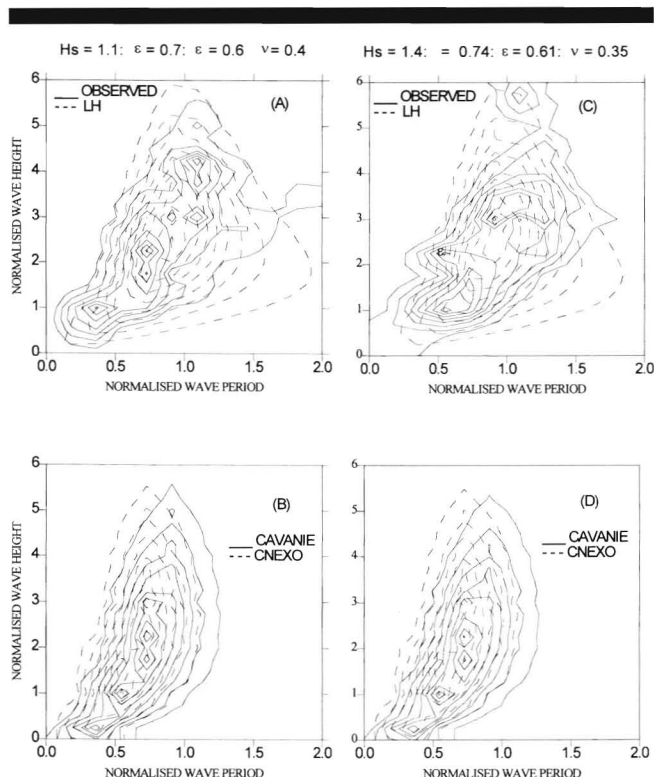 Hs = 1.1: ε = 0.7: ε = 0.6 ν = 0.4
Hs = 1.4: = 0.74: ε = 0.61: ν = 0.35
6
5
4
3
2
1
0
NORMALISED WAVE HEIGHT
OBSERVED
LH
(A)
0.0 0.5 1.0 1.5 2.0
NORMALISED WAVE PERIOD
6
5
4
3
2
1
0
NORMALISED WAVE HEIGHT
OBSERVED
LH
(C)
ε
0.0 0.5 1.0 1.5 2.0
NORMALISED WAVE PERIOD
6
5
4
3
2
1
0
NORMALISED WAVE HEIGHT
(B)
CAVANIE
CNEXO
0.0 0.5 1.0 1.5 2.0
NORMALISED WAVE PERIOD
6
5
4
3
2
1
0
(D)
CAVANIE
CNEXO
0.0 0.5 1.0 1.5 2.0
NORMALISED WAVE PERIOD